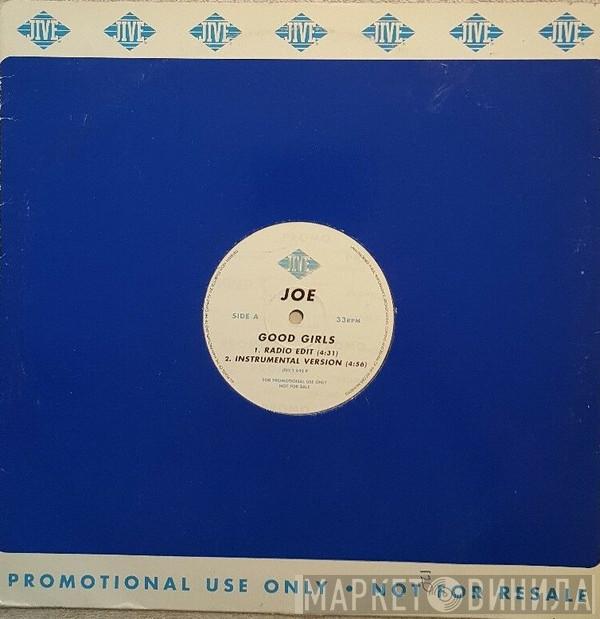 JIVE JIVE JIVE JIVE JIVE JIVE JIVE
JIVE
JOE
SIDE A
33RPM
GOOD GIRLS
1. RADIO EDIT (4:31)
2. INSTRUMENTAL VERSION (4:56)
FOR PROMOTIONAL USE ONLY
NOT FOR SALE
PROMOTIONAL USE ONLY • NOT FOR RESALE
МАРКЕТ ВИНИЛА